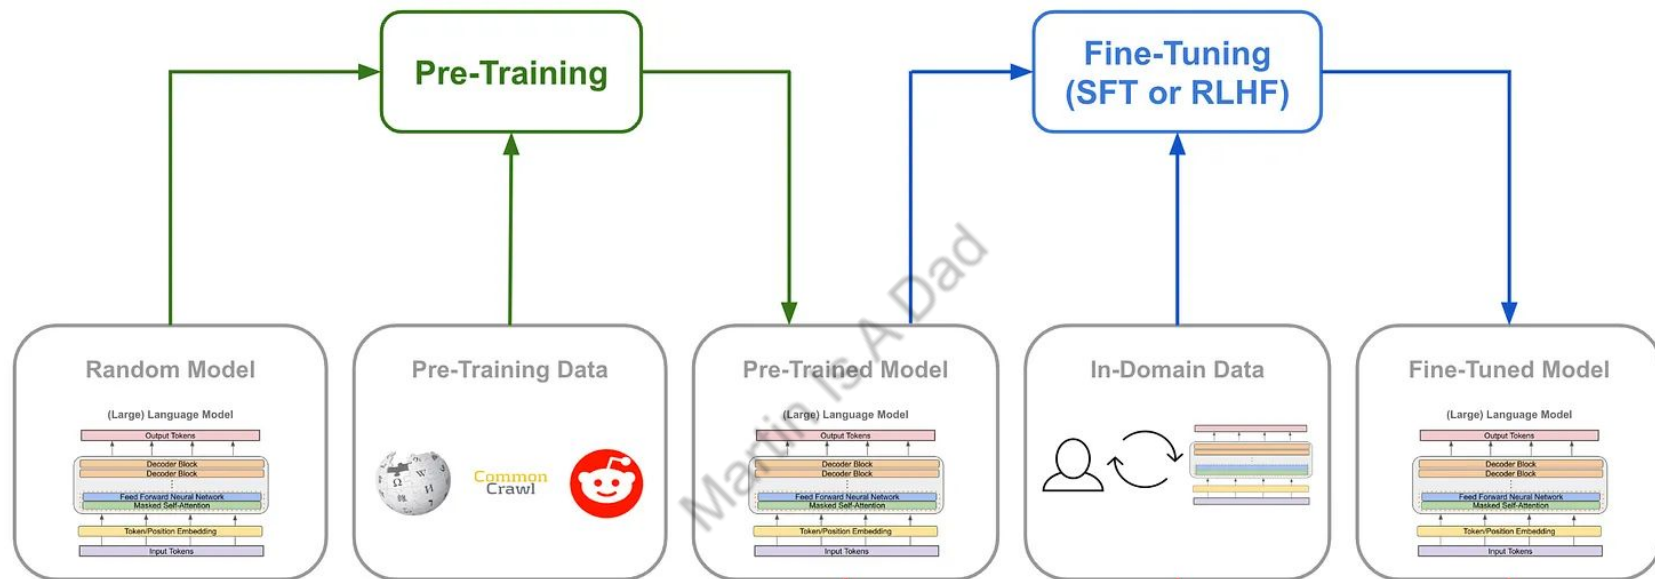 Pre-Training
Fine-Tuning
(SFT or RLHF)
Random Model
(Large) Language Model
Output Tokens
Decoder Block
Decoder Block
Feed Forward Neural Network
Masked Self-Attention
Token/Position Embedding
Input Tokens
Pre-Training Data
W
Ω
И
Common
Crawl
Pre-Trained Model
(Large) Language Model
Output Tokens
Decoder Block
Decoder Block
Feed Forward Neural Network
Masked Self-Attention
Token/Position Embedding
Input Tokens
In-Domain Data
Fine-Tuned Model
(Large) Language Model
Output Tokens
Decoder Block
Decoder Block
Feed Forward Neural Network
Masked Self-Attention
Token/Position Embedding
Input Tokens
Martin Is A Dad